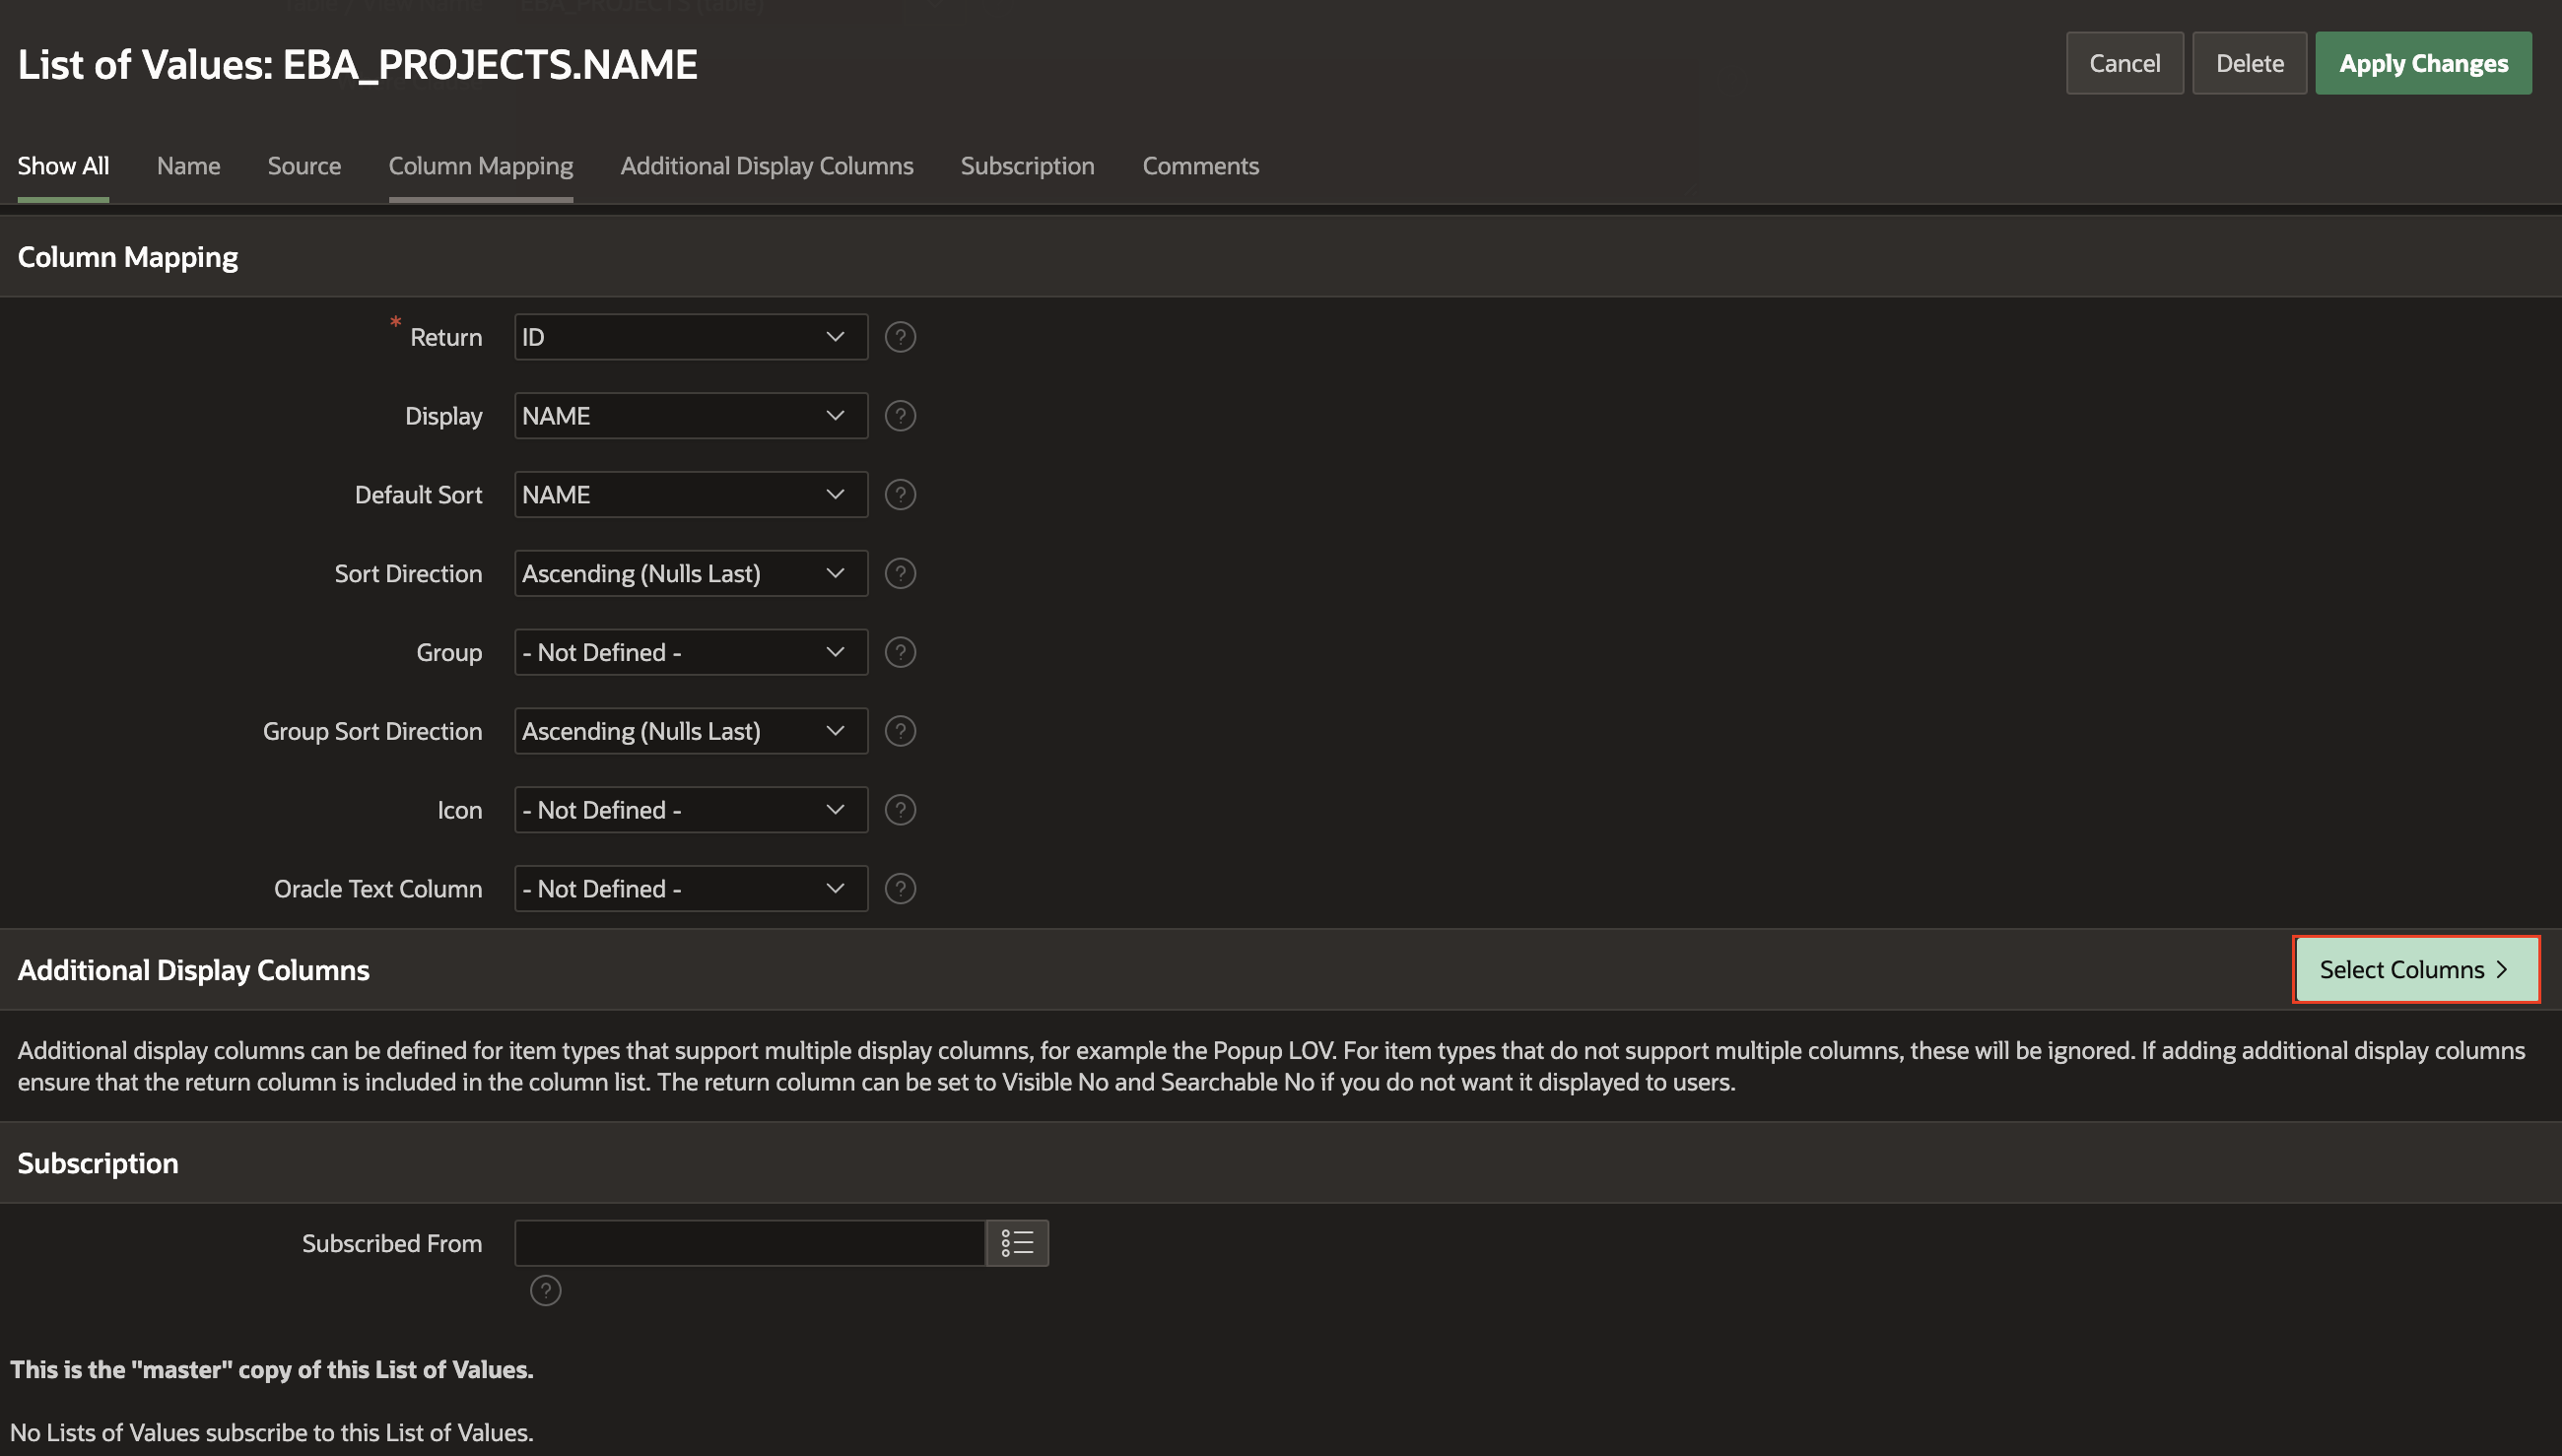 Table / View Name EBA_PROJECTS (table)
List of Values: EBA_PROJECTS.NAME
Cancel Delete Apply Changes
Show All Name Source Column Mapping Additional Display Columns Subscription Comments
Column Mapping
* Return ID ?
Display NAME ?
Default Sort NAME ?
Sort Direction Ascending (Nulls Last) ?
Group - Not Defined - ?
Group Sort Direction Ascending (Nulls Last) ?
Icon - Not Defined - ?
Oracle Text Column - Not Defined - ?
Additional Display Columns Select Columns >
Additional display columns can be defined for item types that support multiple display columns, for example the Popup LOV. For item types that do not support multiple columns, these will be ignored. If adding additional display columns
ensure that the return column is included in the column list. The return column can be set to Visible No and Searchable No if you do not want it displayed to users.
Subscription
Subscribed From
?
This is the "master" copy of this List of Values.
No Lists of Values subscribe to this List of Values.